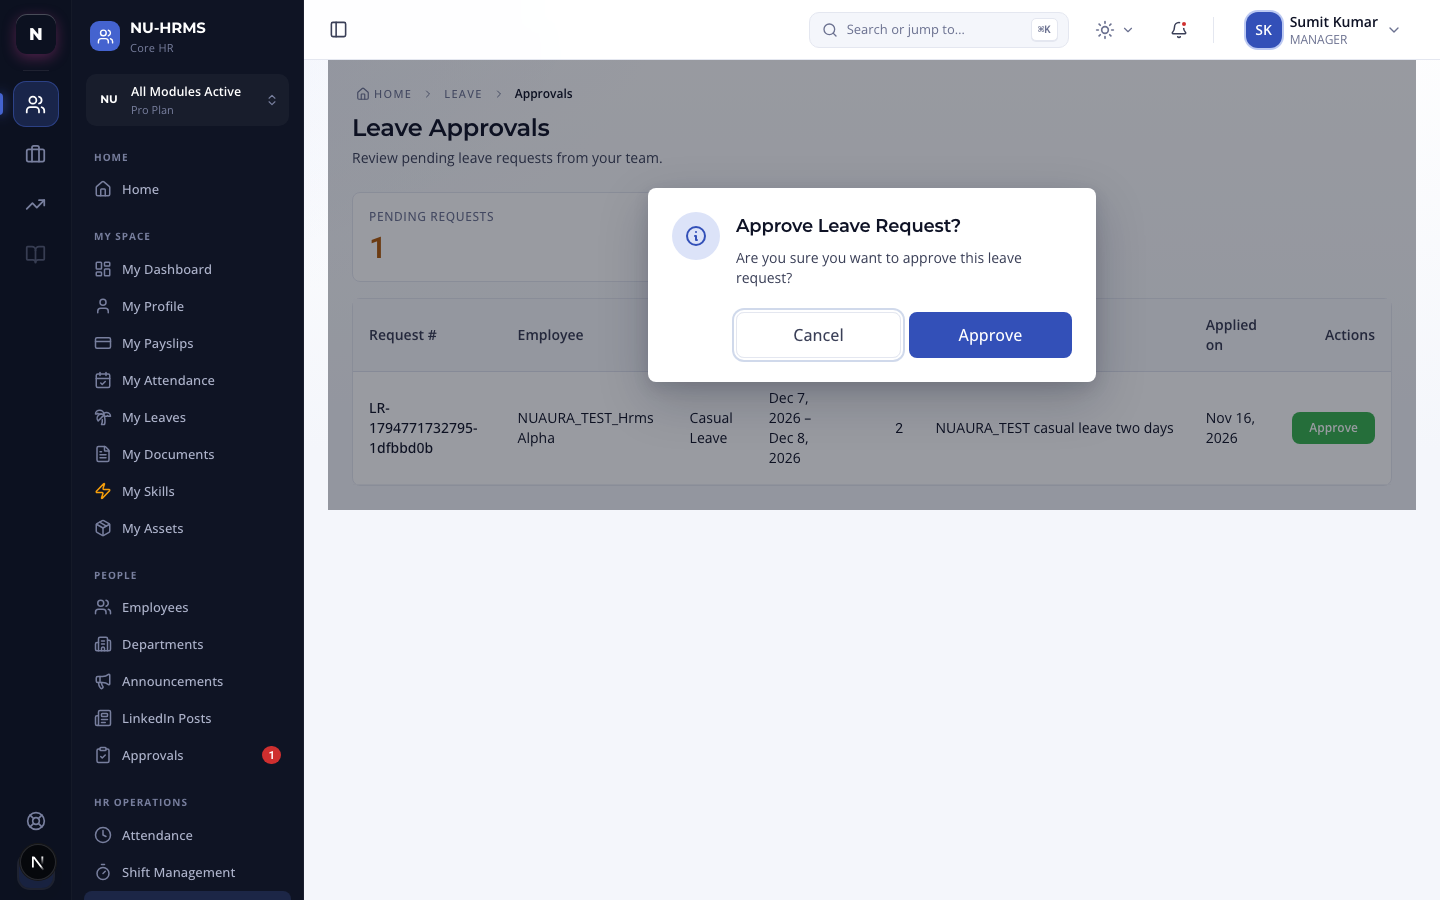 N
NU-HRMS
Core HR
NU
All Modules Active
Pro Plan
HOME
Home
MY SPACE
My Dashboard
My Profile
My Payslips
My Attendance
My Leaves
My Documents
My Skills
My Assets
PEOPLE
Employees
Departments
Announcements
LinkedIn Posts
Approvals
1
HR OPERATIONS
Attendance
Shift Management
N
Search or jump to...
⌘K
SK
Sumit Kumar
MANAGER
HOME
LEAVE
Approvals
Leave Approvals
Review pending leave requests from your team.
PENDING REQUESTS
1
Approve Leave Request?
Are you sure you want to approve this leave
request?
Cancel
Approve
Request #
Employee
Applied
on
Actions
LR-
1794771732795-
1dfbbd0b
NUAURA_TEST_Hrms
Alpha
Casual
Leave
Dec 7,
2026 –
Dec 8,
2026
2
NUAURA_TEST casual leave two days
Nov 16,
2026
Approve